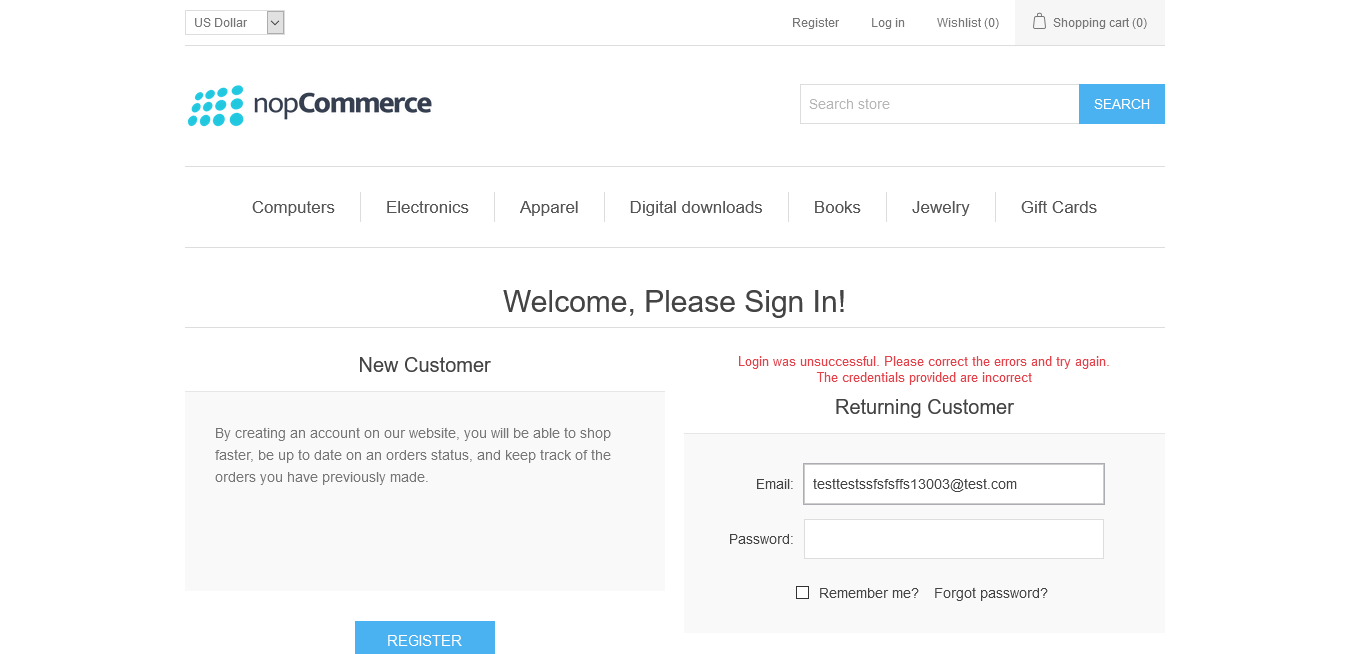 US Dollar
Register
Log in
Wishlist (0)
Shopping cart (0)
nopCommerce
Search store
SEARCH
Computers
Electronics
Apparel
Digital downloads
Books
Jewelry
Gift Cards
Welcome, Please Sign In!
New Customer
By creating an account on our website, you will be able to shop
faster, be up to date on an orders status, and keep track of the
orders you have previously made.
REGISTER
Login was unsuccessful. Please correct the errors and try again.
The credentials provided are incorrect
Returning Customer
Email:
testtestssfsfsffs13003@test.com
Password:
Remember me?
Forgot password?